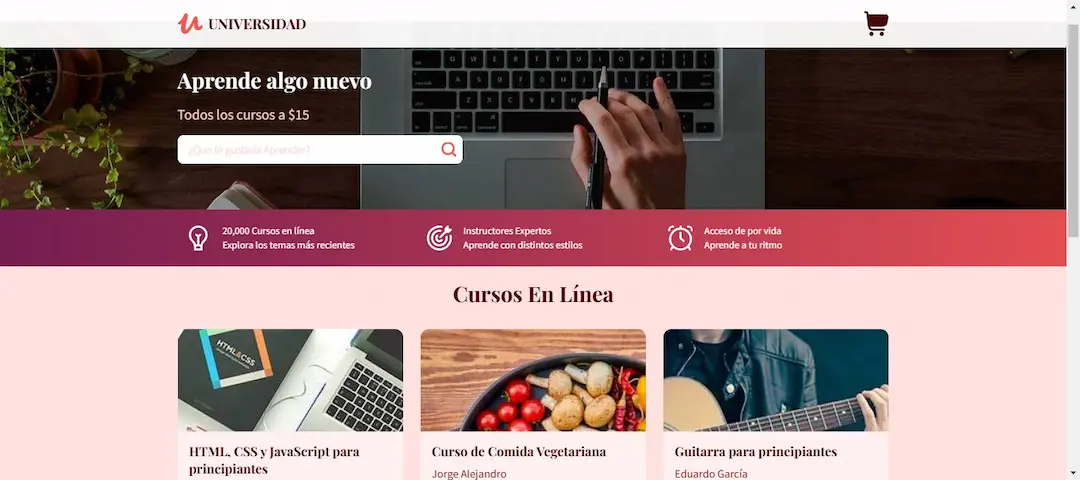 UNIVERSIDAD
Aprende algo nuevo
Todos los cursos a $15
¿Que te gustaría Aprender?
20,000 Cursos en línea
Explora los temas más recientes
Instructores Expertos
Aprende con distintos estilos
Acceso de por vida
Aprende a tu ritmo
Cursos En Línea
HTML & CSS
HTML, CSS y JavaScript para
principiantes
Curso de Comida Vegetariana
Jorge Alejandro
Guitarra para principiantes
Eduardo García